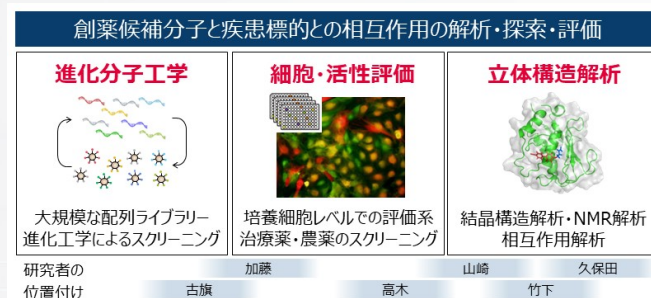 創薬候補分子と疾患標的との相互作用の解析・探索・評価
進化分子工学
大規模な配列ライブラリー
進化工学によるスクリーニング
細胞・活性評価
培養細胞レベルでの評価系
治療薬・農薬のスクリーニング
立体構造解析
結晶構造解析・NMR解析
相互作用解析
研究者の 加藤 山崎 久保田
位置付け 古旗 高木 竹下